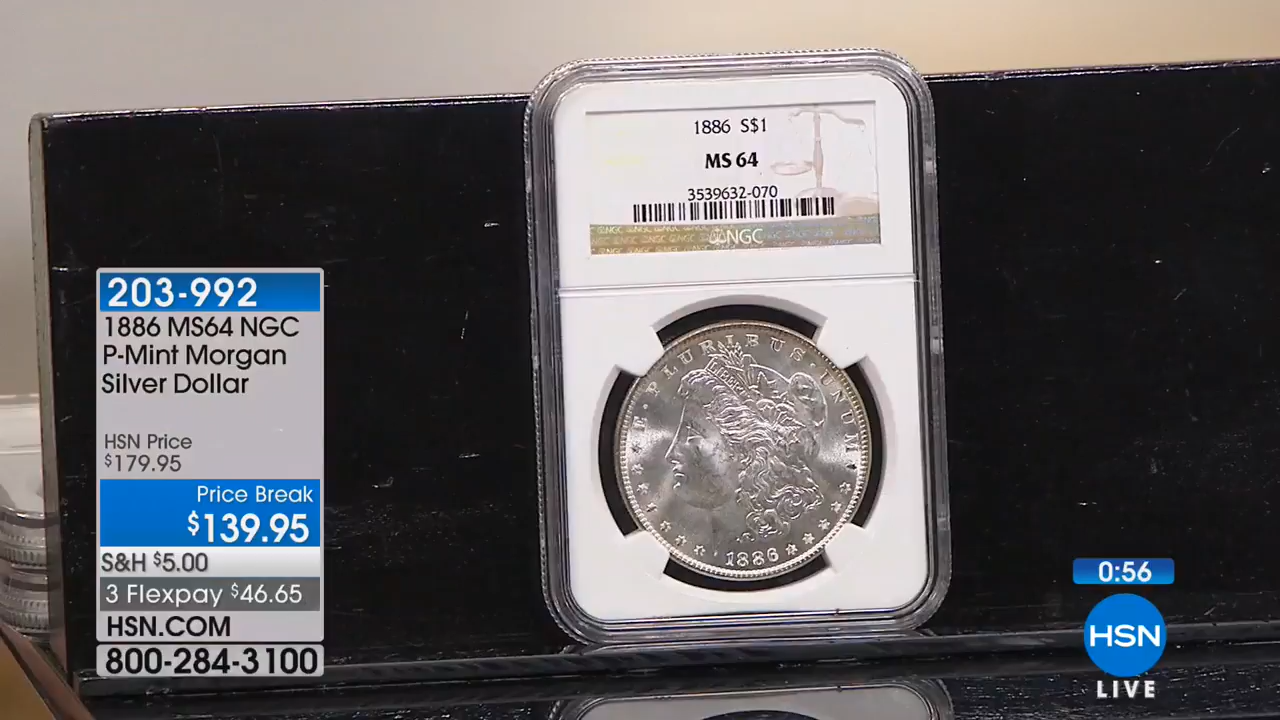 1886 S$1
MS 64
3539632-070
NGC
E · PLURIBUS · UNUM
LIBERTY
1886
203-992
1886 MS64 NGC
P-Mint Morgan
Silver Dollar
HSN Price
$179.95
Price Break
$139.95
S&H $5.00
3 Flexpay $46.65
HSN.COM
800-284-3100
0:56
HSN
LIVE